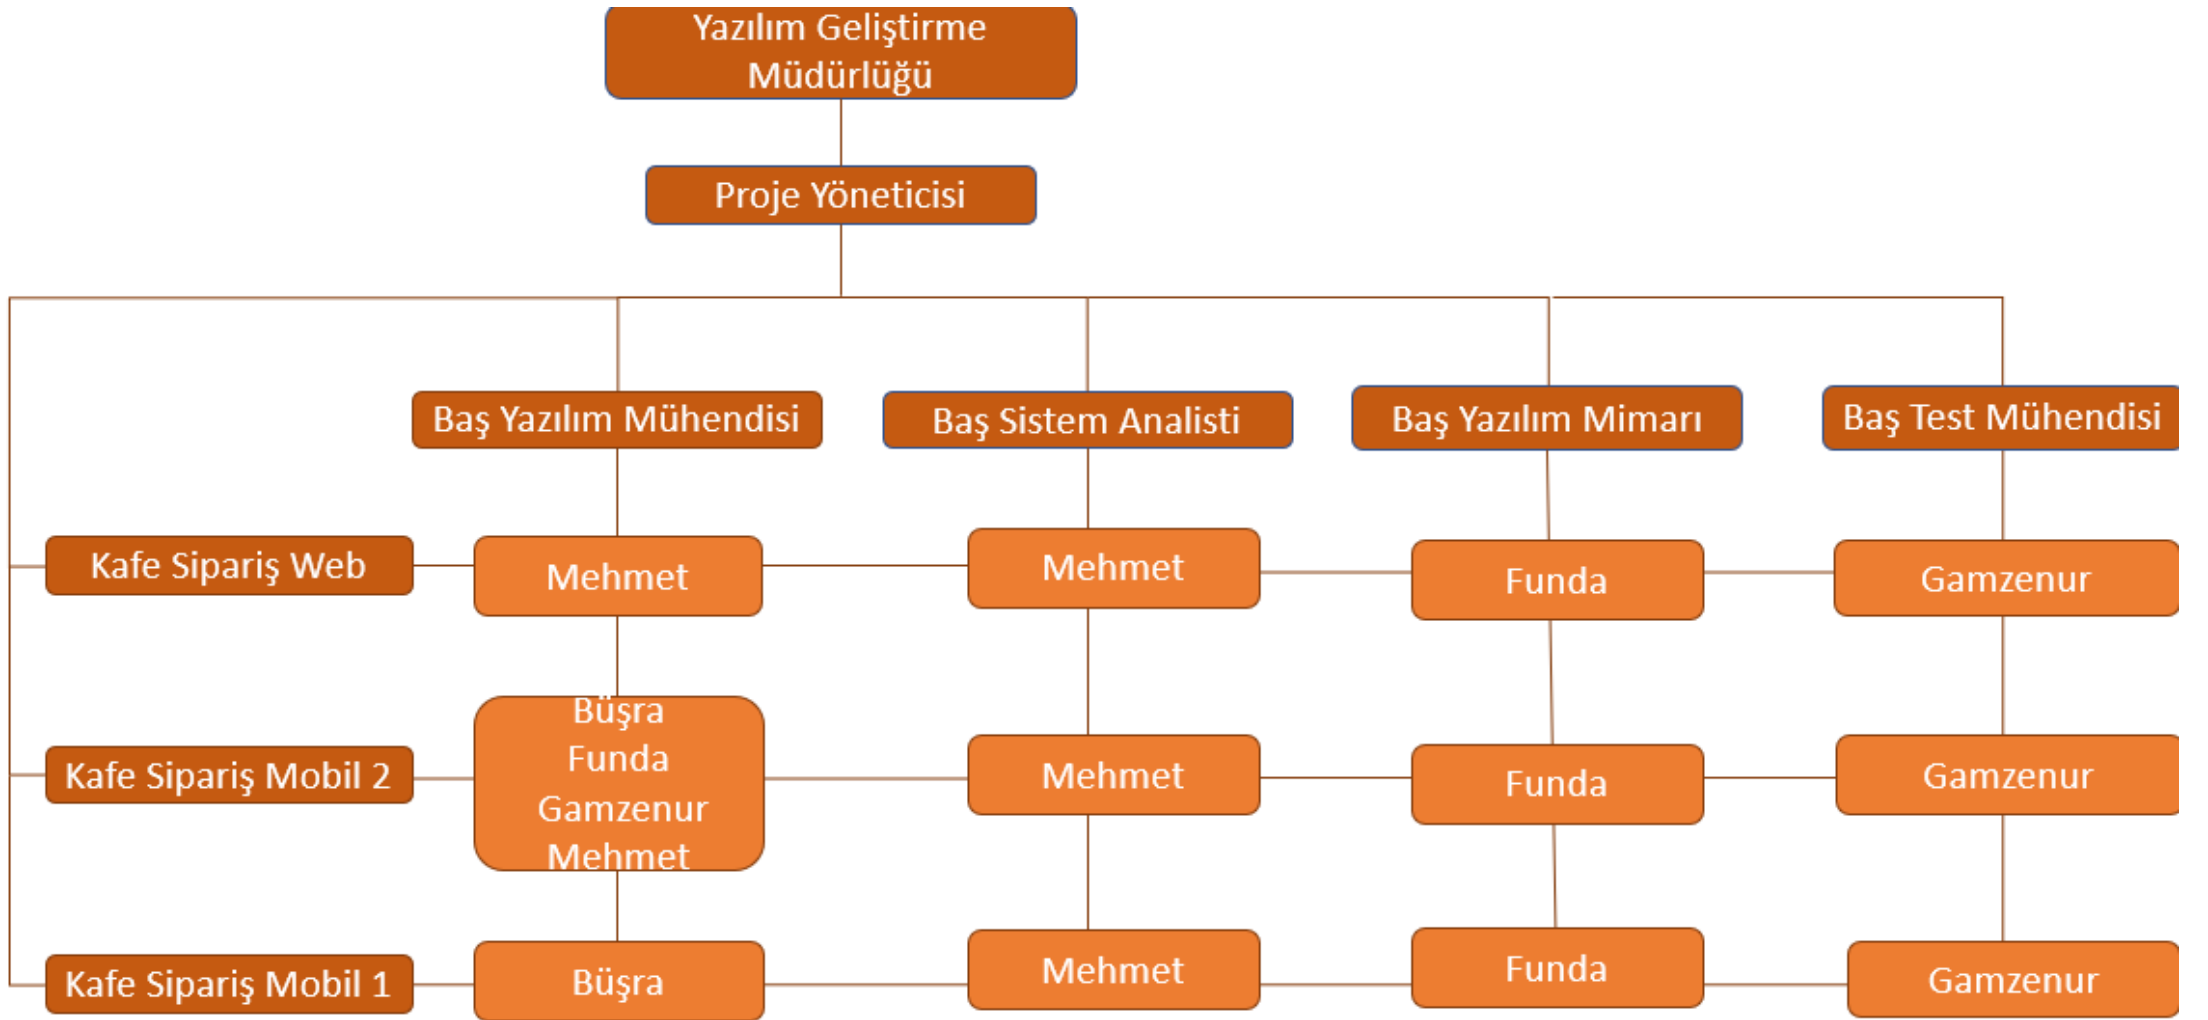 Yazılım Geliştirme
Müdürlüğü
Proje Yöneticisi
Baş Yazılım Mühendisi
Baş Sistem Analisti
Baş Yazılım Mimarı
Baş Test Mühendisi
Kafe Sipariş Web
Mehmet
Mehmet
Funda
Gamzenur
Kafe Sipariş Mobil 2
Büşra
Funda
Gamzenur
Mehmet
Mehmet
Funda
Gamzenur
Kafe Sipariş Mobil 1
Büşra
Mehmet
Funda
Gamzenur